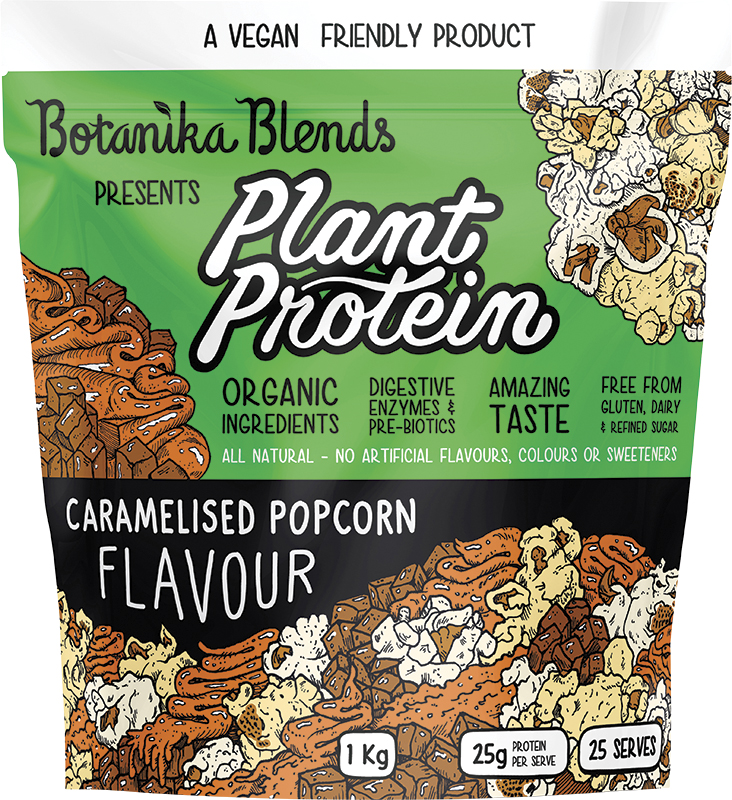 A VEGAN FRIENDLY PRODUCT
Botanika Blends
PRESENTS
Plant
Protein
ORGANIC
INGREDIENTS
DIGESTIVE
ENZYMES &
PRE-BIOTICS
AMAZING
TASTE
FREE FROM
GLUTEN, DAIRY
& REFINED SUGAR
ALL NATURAL - NO ARTIFICIAL FLAVOURS, COLOURS OR SWEETENERS
CARAMELISED POPCORN
FLAVOUR
1 Kg
25g PROTEIN
PER SERVE
25 SERVES